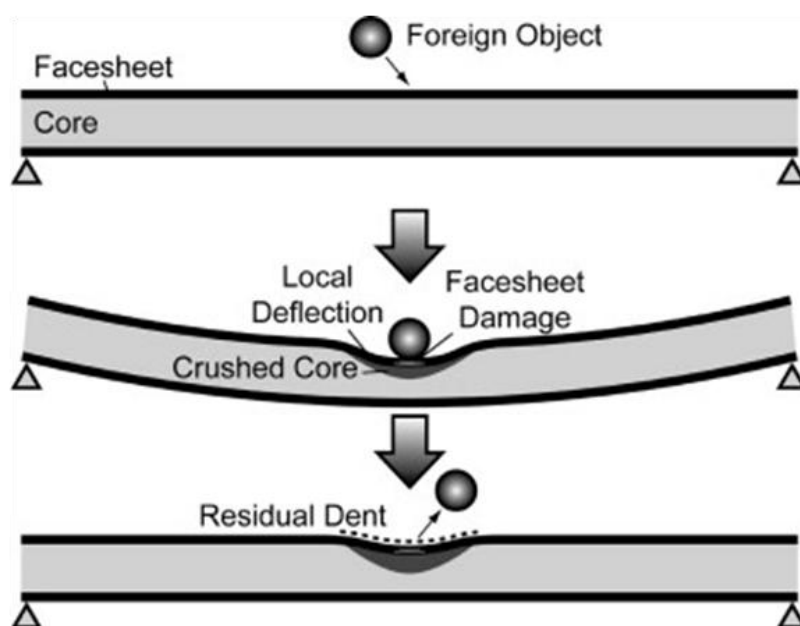 Foreign Object
Facesheet
Core
Local
Deflection
Facesheet
Damage
Crushed Core
Residual Dent